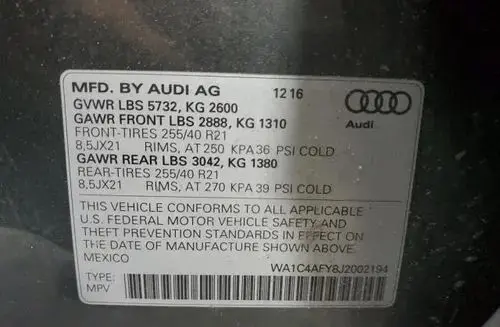 MFD. BY AUDI AG 12 16
GVWR LBS 5732, KG 2600
GAWR FRONT LBS 2888, KG 1310
FRONT-TIRES 255/40 R21
8,5JX21 RIMS, AT 250 KPA 36 PSI COLD
GAWR REAR LBS 3042, KG 1380
REAR-TIRES 255/40 R21
8,5JX21 RIMS, AT 270 KPA 39 PSI COLD
Audi
THIS VEHICLE CONFORMS TO ALL APPLICABLE
U.S. FEDERAL MOTOR VEHICLE SAFETY AND
THEFT PREVENTION STANDARDS IN EFFECT ON
THE DATE OF MANUFACTURE SHOWN ABOVE.
MEXICO WA1C4AFY8J2002194
TYPE:
MPV